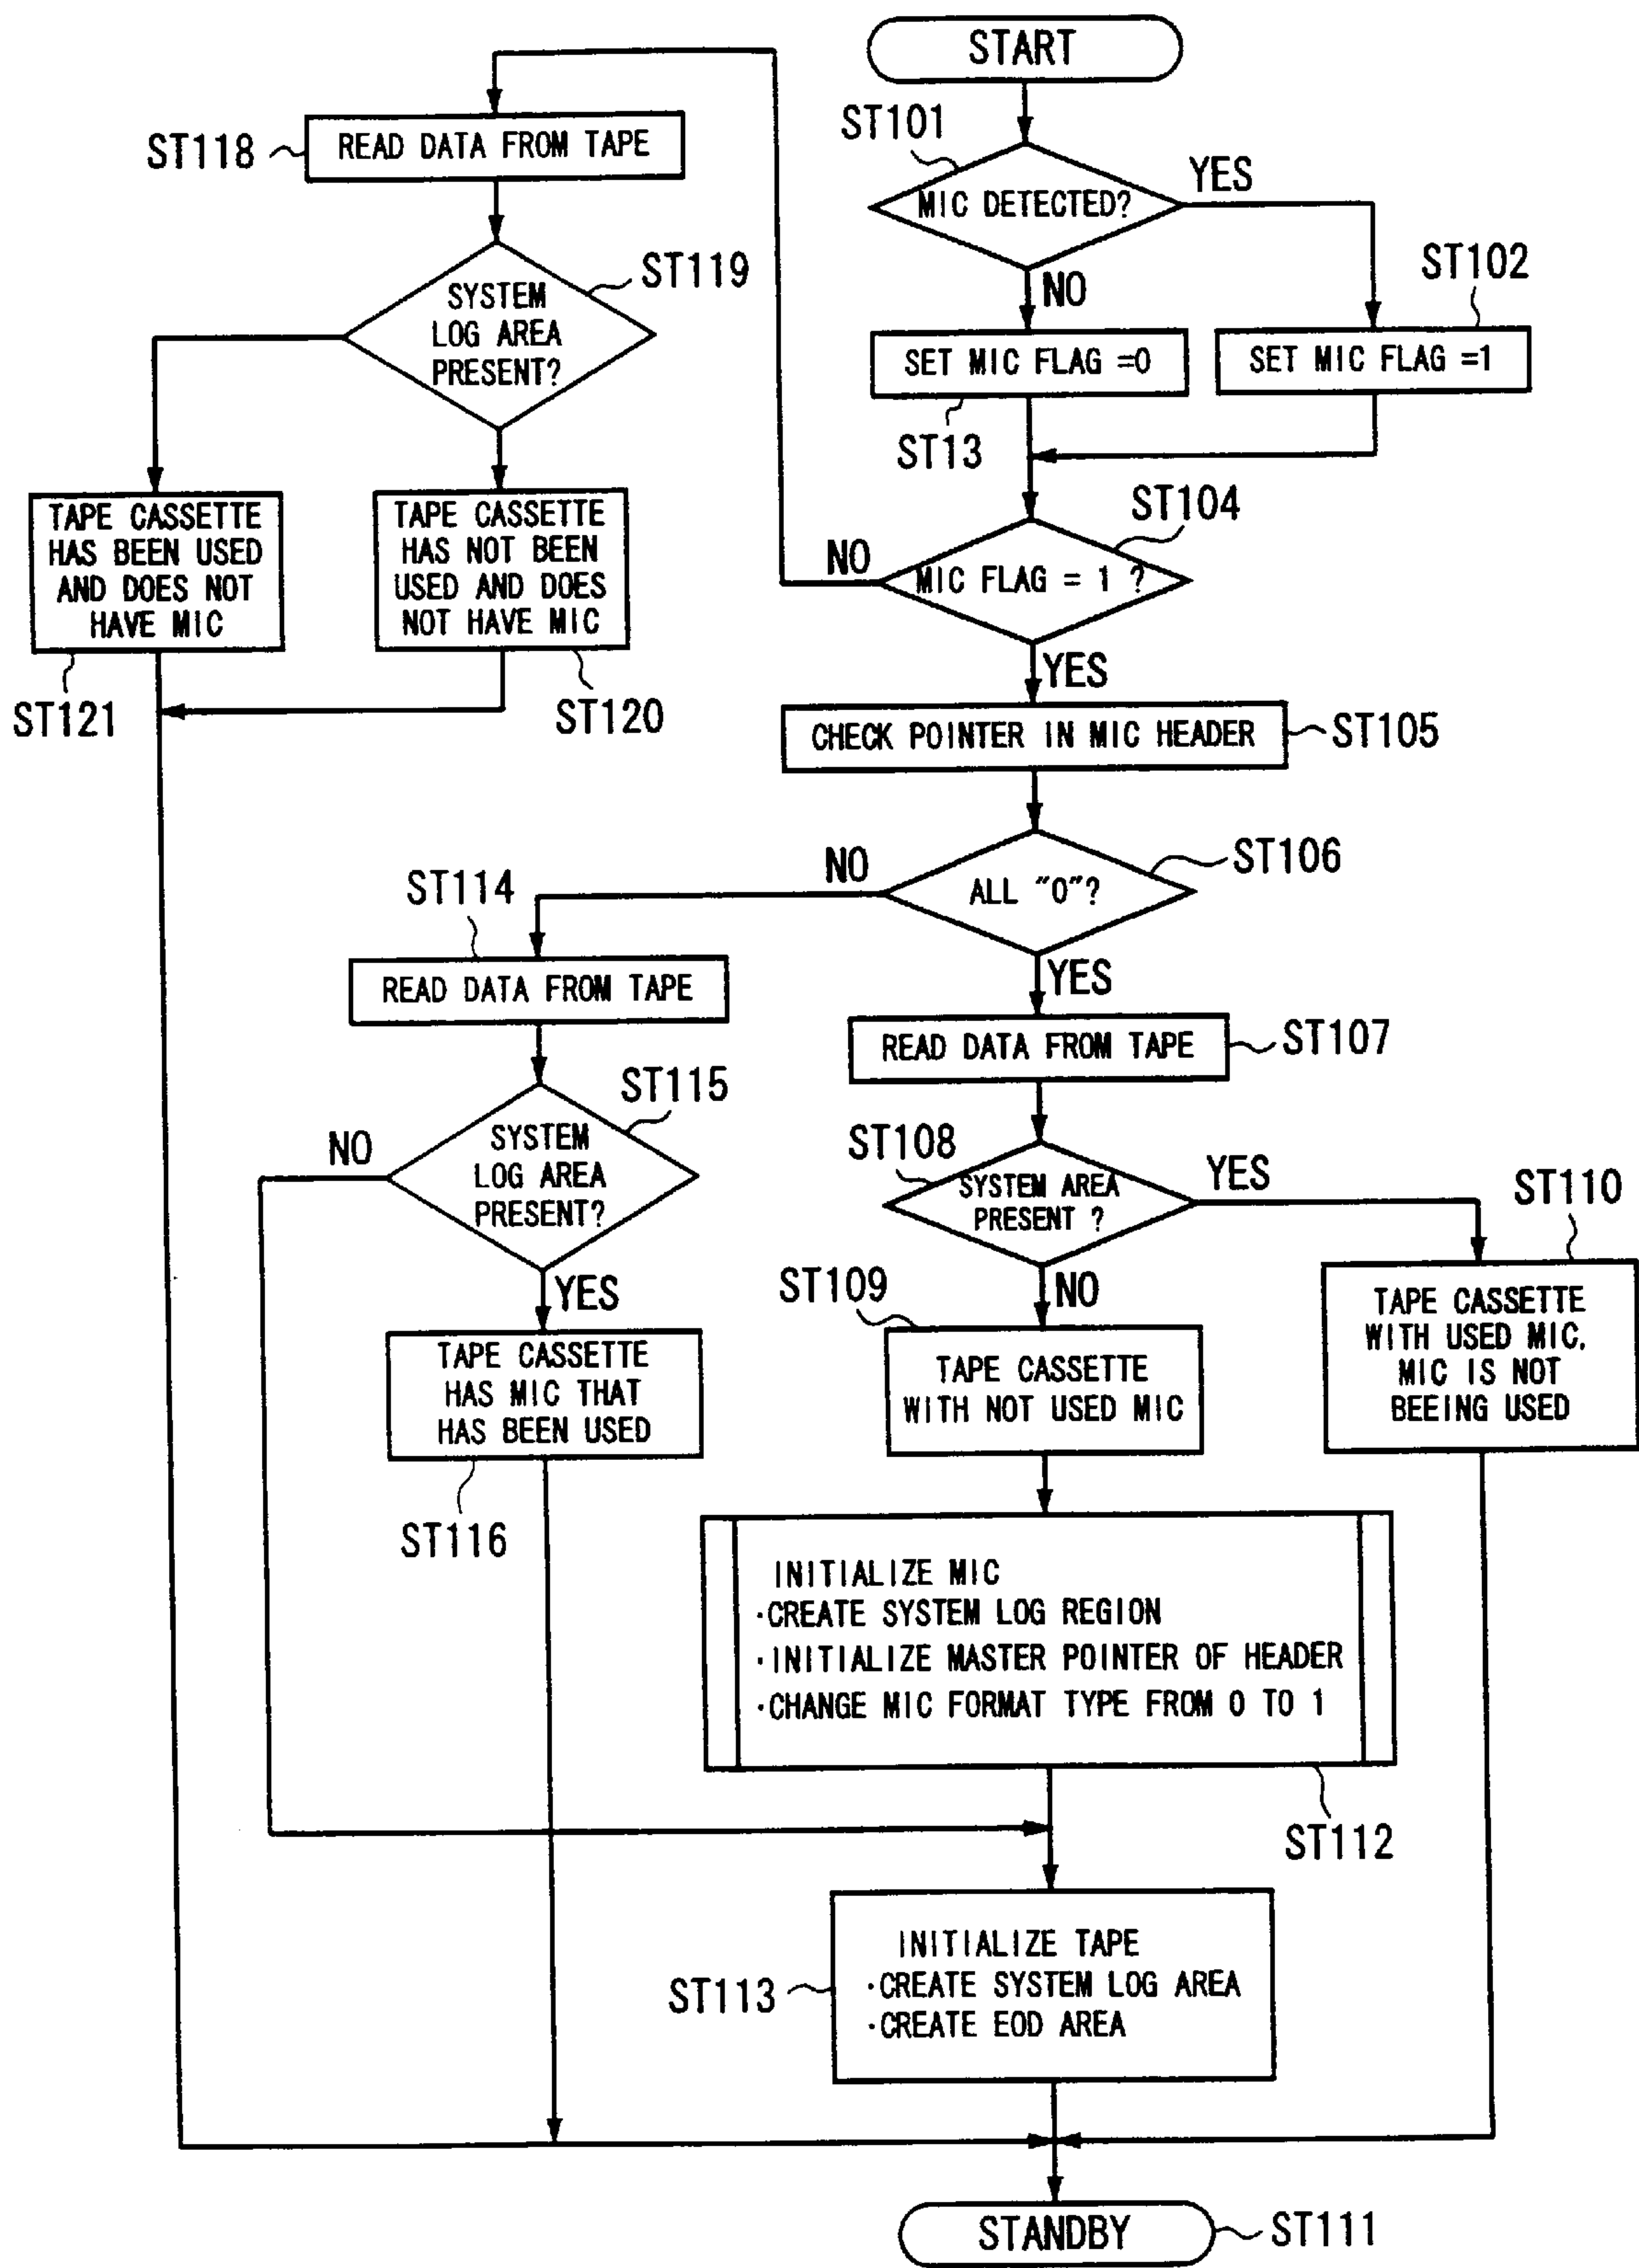 START
ST101
MIC DETECTED?
YES
NO
ST102
SET MIC FLAG =0
SET MIC FLAG =1
ST13
ST104
MIC FLAG = 1 ?
NO
YES
ST118
READ DATA FROM TAPE
ST119
SYSTEM
LOG AREA
PRESENT?
TAPE CASSETTE
HAS BEEN USED
AND DOES NOT
HAVE MIC
ST121
TAPE CASSETTE
HAS NOT BEEN
USED AND DOES
NOT HAVE MIC
ST120
CHECK POINTER IN MIC HEADER
ST105
ALL "0"?
ST106
NO
YES
ST114
READ DATA FROM TAPE
ST115
SYSTEM
LOG AREA
PRESENT?
NO
YES
TAPE CASSETTE
HAS MIC THAT
HAS BEEN USED
ST116
READ DATA FROM TAPE
ST107
ST108
SYSTEM AREA
PRESENT ?
YES
NO
ST109
TAPE CASSETTE
WITH NOT USED MIC
ST110
TAPE CASSETTE
WITH USED MIC,
MIC IS NOT
BEEING USED
INITIALIZE MIC
·CREATE SYSTEM LOG REGION
·INITIALIZE MASTER POINTER OF HEADER
·CHANGE MIC FORMAT TYPE FROM 0 TO 1
ST112
INITIALIZE TAPE
·CREATE SYSTEM LOG AREA
·CREATE EOD AREA
ST113
STANDBY
ST111